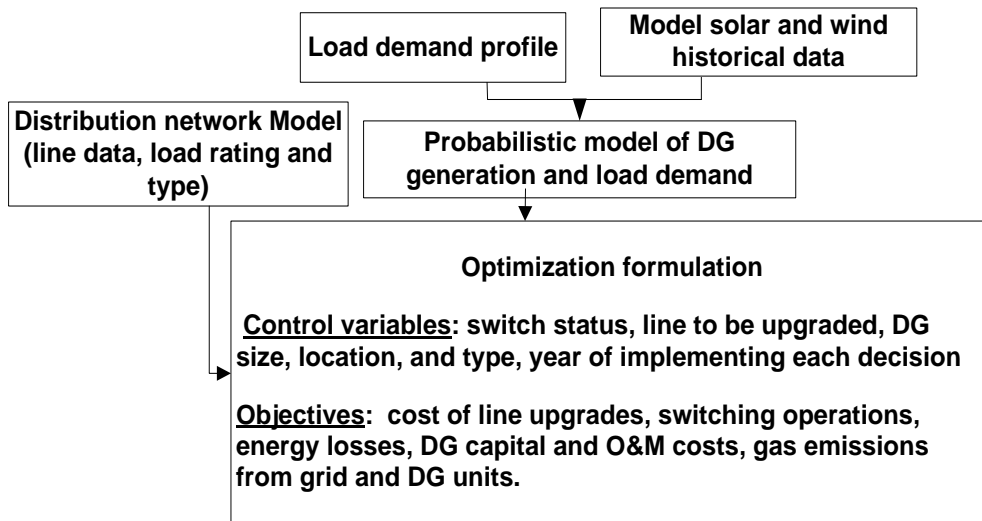 Load demand profile
Model solar and wind
historical data
Distribution network Model
(line data, load rating and
type)
Probabilistic model of DG
generation and load demand
Optimization formulation
Control variables: switch status, line to be upgraded, DG
size, location, and type, year of implementing each decision
Objectives: cost of line upgrades, switching operations,
energy losses, DG capital and O&M costs, gas emissions
from grid and DG units.